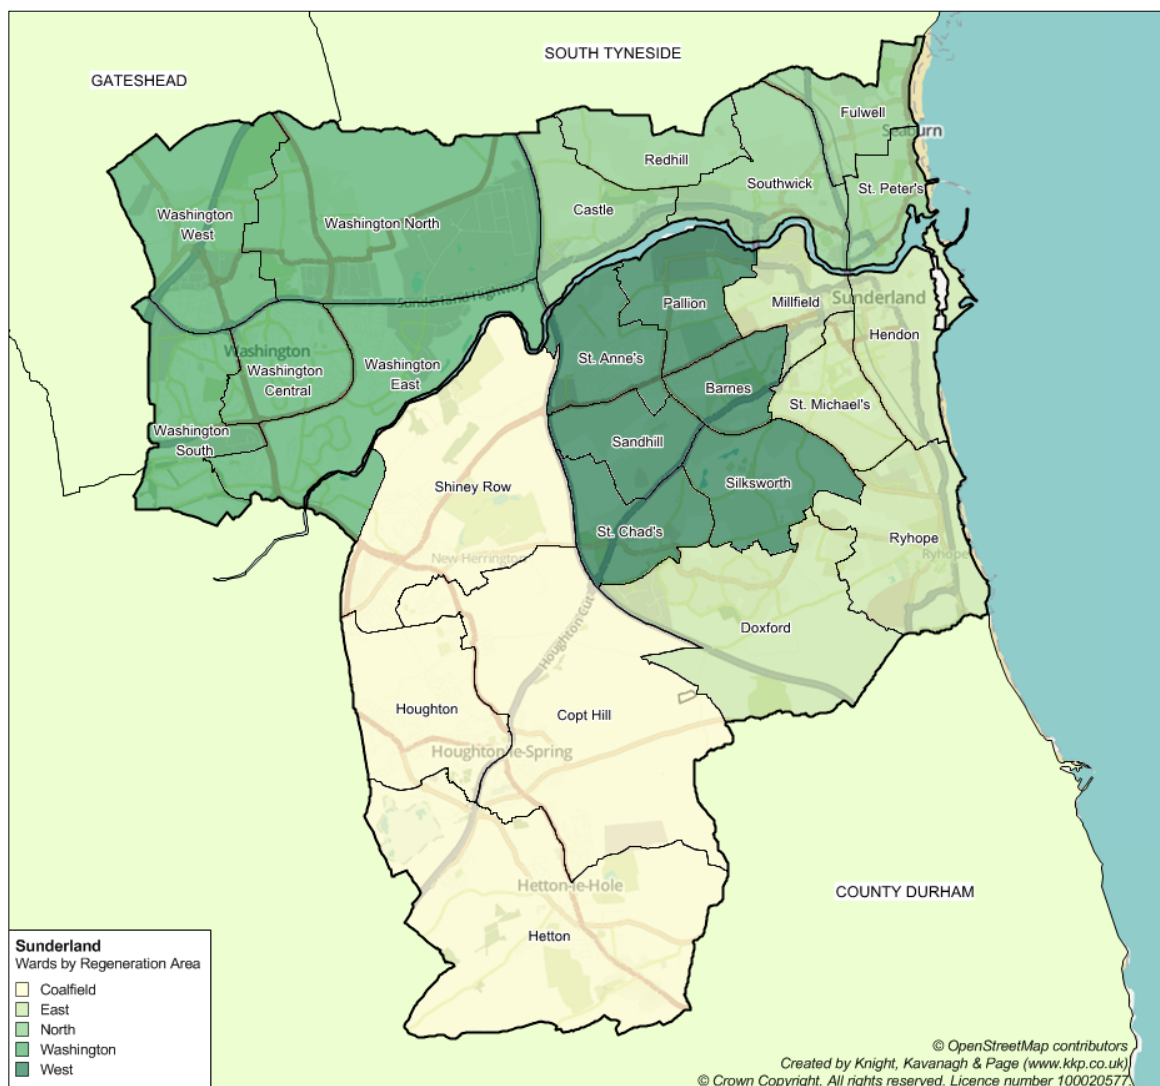 SOUTH TYNESIDE
GATESHEAD
Fulwell
Seaburn
Redhill
Southwick
St. Peter's
Washington
West
Washington North
Castle
Sunderland Highway
Pallion
Millfield
Sunderland
Hendon
Washington
Washington
Central
Washington
East
St. Anne's
Barnes
St. Michael's
Washington
South
Sandhill
Shiney Row
Silksworth
St. Chad's
Ryhope
Ryhope
New Herrington
Houghton Cut
Doxford
Houghton
Copt Hill
Houghton-le-Spring
Hetton-le-Hole
COUNTY DURHAM
Hetton
Sunderland
Wards by Regeneration Area
Coalfield
East
North
Washington
West
© OpenStreetMap contributors
Created by Knight, Kavanagh & Page (www.kkp.co.uk)
© Crown Copyright. All rights reserved. Licence number 100020577